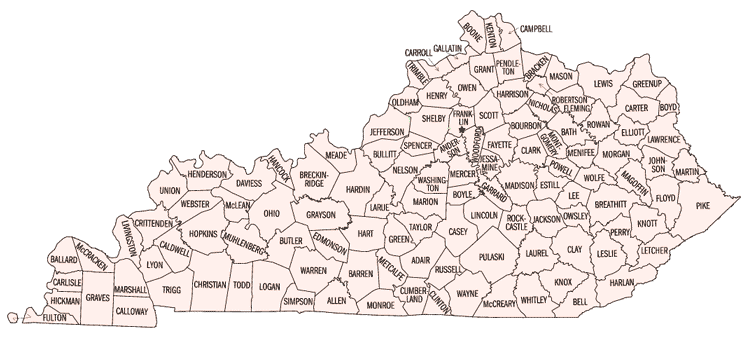 BOONE
KENTON
CAMPBELL
CARROLL
GALLATIN
TRIMBLE
GRANT
PENDLE-
TON
BRACKEN
MASON
LEWIS
GREENUP
OWEN
HENRY
HARRISON
ROBERTSON
FLEMING
CARTER
BOYD
OLDHAM
SHELBY
FRANK-
LIN
SCOTT
NICHOLAS
BOURBON
BATH
ROWAN
ELLIOTT
LAWRENCE
JEFFERSON
BULLITT
SPENCER
ANDER-
SON
WOODFORD
FAYETTE
CLARK
MONT-
GOMERY
MENIFEE
MORGAN
JOHN-
SON
MARTIN
MEADE
HANCOCK
BRECKIN-
RIDGE
HARDIN
NELSON
WASHING-
TON
MERCER
JESSA-
MINE
MADISON
ESTILL
POWELL
WOLFE
MAGOFFIN
FLOYD
PIKE
HENDERSON
UNION
DAVIESS
WEBSTER
McLEAN
OHIO
GRAYSON
LARUE
MARION
BOYLE
GARRARD
LEE
BREATHITT
KNOTT
LIVINGSTON
CRITTENDEN
HOPKINS
MUHLENBERG
BUTLER
EDMONSON
HART
GREEN
TAYLOR
CASEY
LINCOLN
ROCK-
CASTLE
JACKSON
OWSLEY
PERRY
LETCHER
BALLARD
McCRACKEN
LYON
CALDWELL
WARREN
BARREN
METCALFE
ADAIR
RUSSELL
PULASKI
LAUREL
CLAY
LESLIE
CARLISLE
HICKMAN
GRAVES
MARSHALL
CALLOWAY
FULTON
TRIGG
CHRISTIAN
TODD
LOGAN
SIMPSON
ALLEN
MONROE
CUMBER-
LAND
CLINTON
WAYNE
McCREARY
WHITLEY
KNOX
BELL
HARLAN